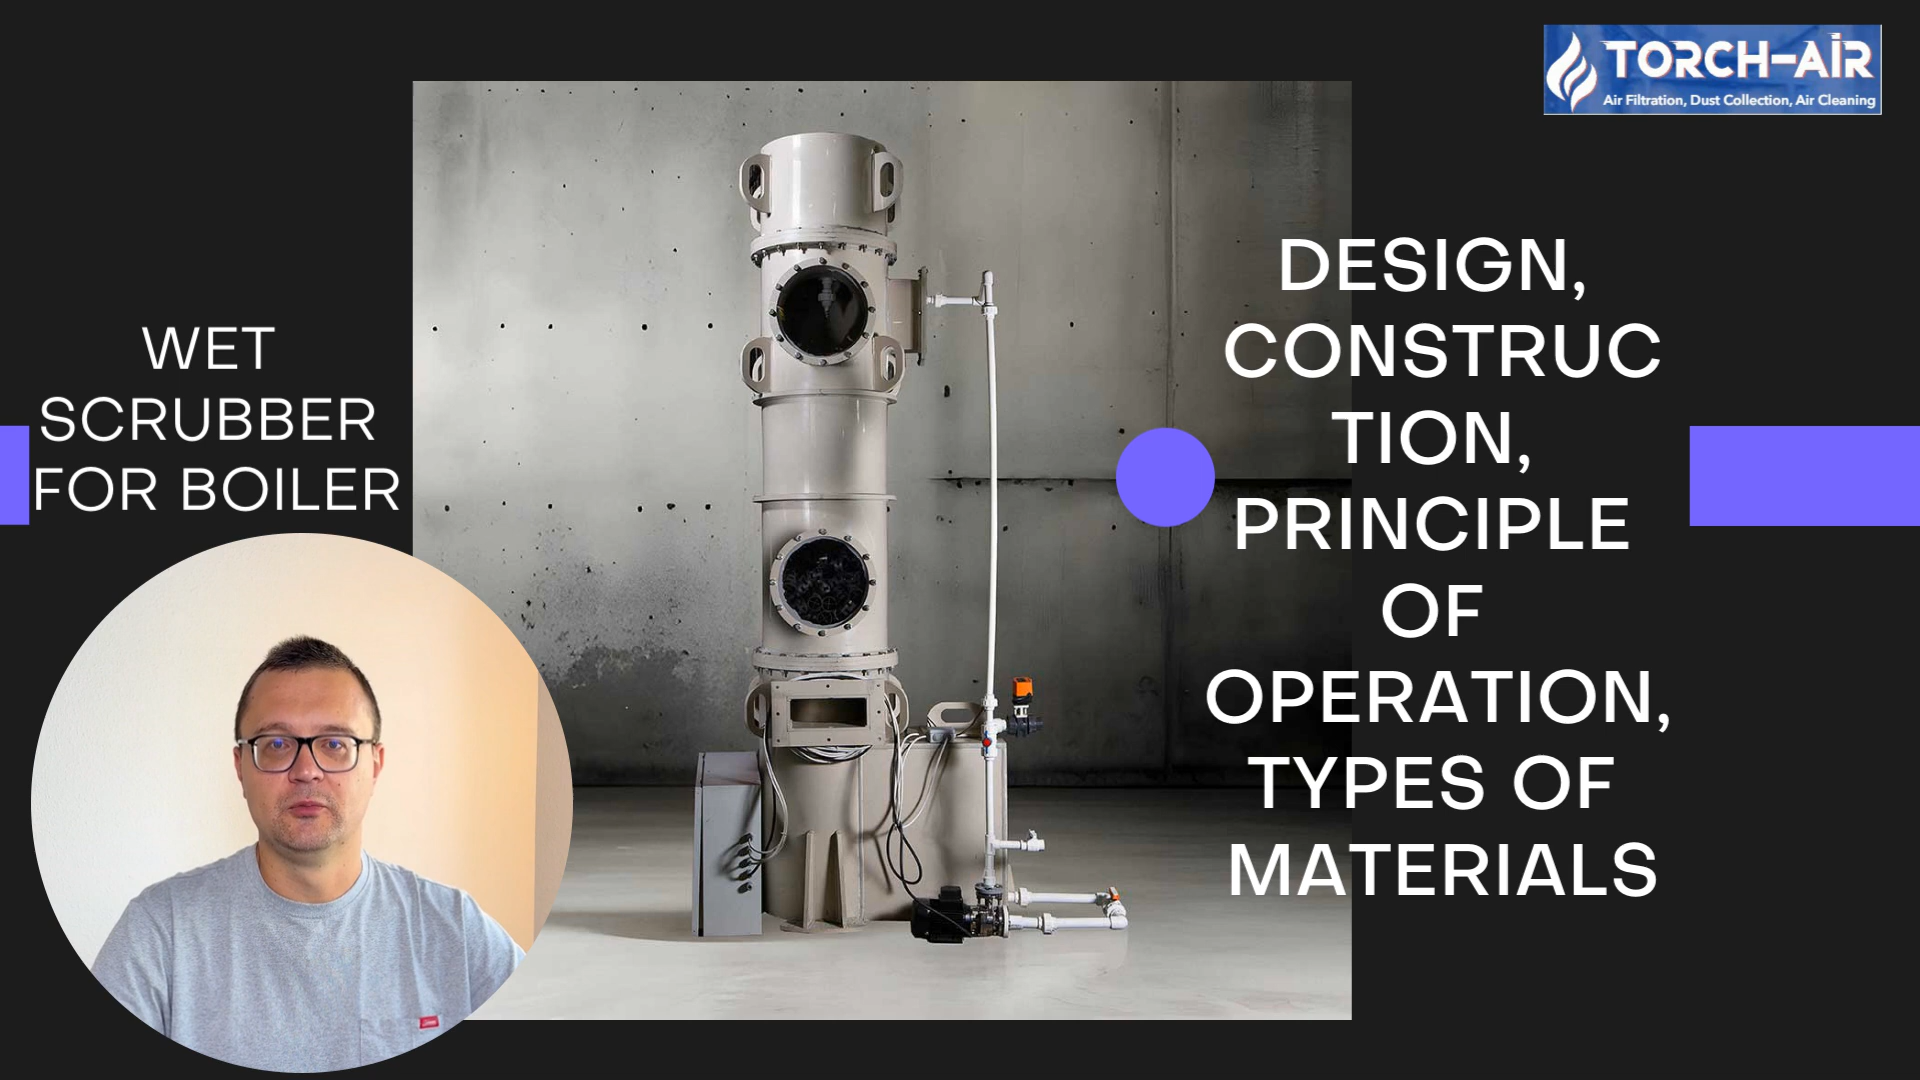 TORCH-AIR
Air Filtration, Dust Collection, Air Cleaning
WET
SCRUBBER
FOR BOILER
DESIGN,
CONSTRUC
TION,
PRINCIPLE
OF
OPERATION,
TYPES OF
MATERIALS